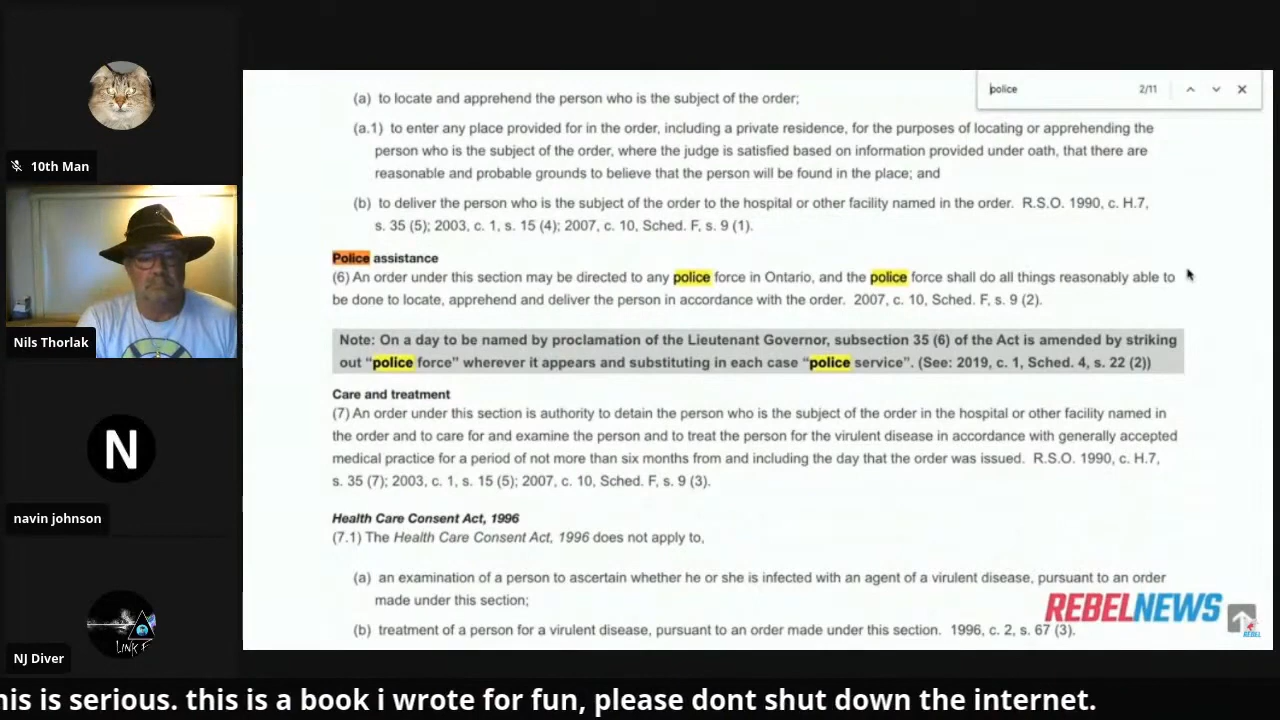 10th Man
Nils Thorlak
N
navin johnson
LINK
NJ Diver
police 2/11
(a) to locate and apprehend the person who is the subject of the order;
(a.1) to enter any place provided for in the order, including a private residence, for the purposes of locating or apprehending the
person who is the subject of the order, where the judge is satisfied based on information provided under oath, that there are
reasonable and probable grounds to believe that the person will be found in the place; and
(b) to deliver the person who is the subject of the order to the hospital or other facility named in the order. R.S.O. 1990, c. H.7,
s. 35 (5); 2003, c. 1, s. 15 (4); 2007, c. 10, Sched. F, s. 9 (1).
Police assistance
(6) An order under this section may be directed to any police force in Ontario, and the police force shall do all things reasonably able to
be done to locate, apprehend and deliver the person in accordance with the order. 2007, c. 10, Sched. F, s. 9 (2).
Note: On a day to be named by proclamation of the Lieutenant Governor, subsection 35 (6) of the Act is amended by striking
out “police force” wherever it appears and substituting in each case “police service”. (See: 2019, c. 1, Sched. 4, s. 22 (2))
Care and treatment
(7) An order under this section is authority to detain the person who is the subject of the order in the hospital or other facility named in
the order and to care for and examine the person and to treat the person for the virulent disease in accordance with generally accepted
medical practice for a period of not more than six months from and including the day that the order was issued. R.S.O. 1990, c. H.7,
s. 35 (7); 2003, c. 1, s. 15 (5); 2007, c. 10, Sched. F, s. 9 (3).
Health Care Consent Act, 1996
(7.1) The Health Care Consent Act, 1996 does not apply to,
(a) an examination of a person to ascertain whether he or she is infected with an agent of a virulent disease, pursuant to an order
made under this section;
(b) treatment of a person for a virulent disease, pursuant to an order made under this section. 1996, c. 2, s. 67 (3).
REBELNEWS
REBEL
his is serious. this is a book i wrote for fun, please dont shut down the internet.